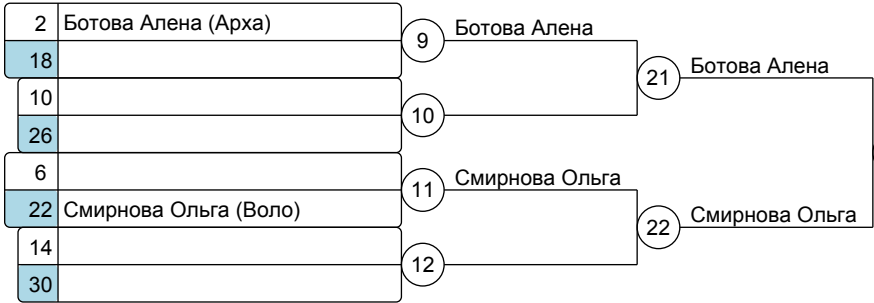 2 Ботова Алена (Арха)
18
9 Ботова Алена
10
26
10
21 Ботова Алена
6
22 Смирнова Ольга (Воло)
11 Смирнова Ольга
14
30
12
22 Смирнова Ольга